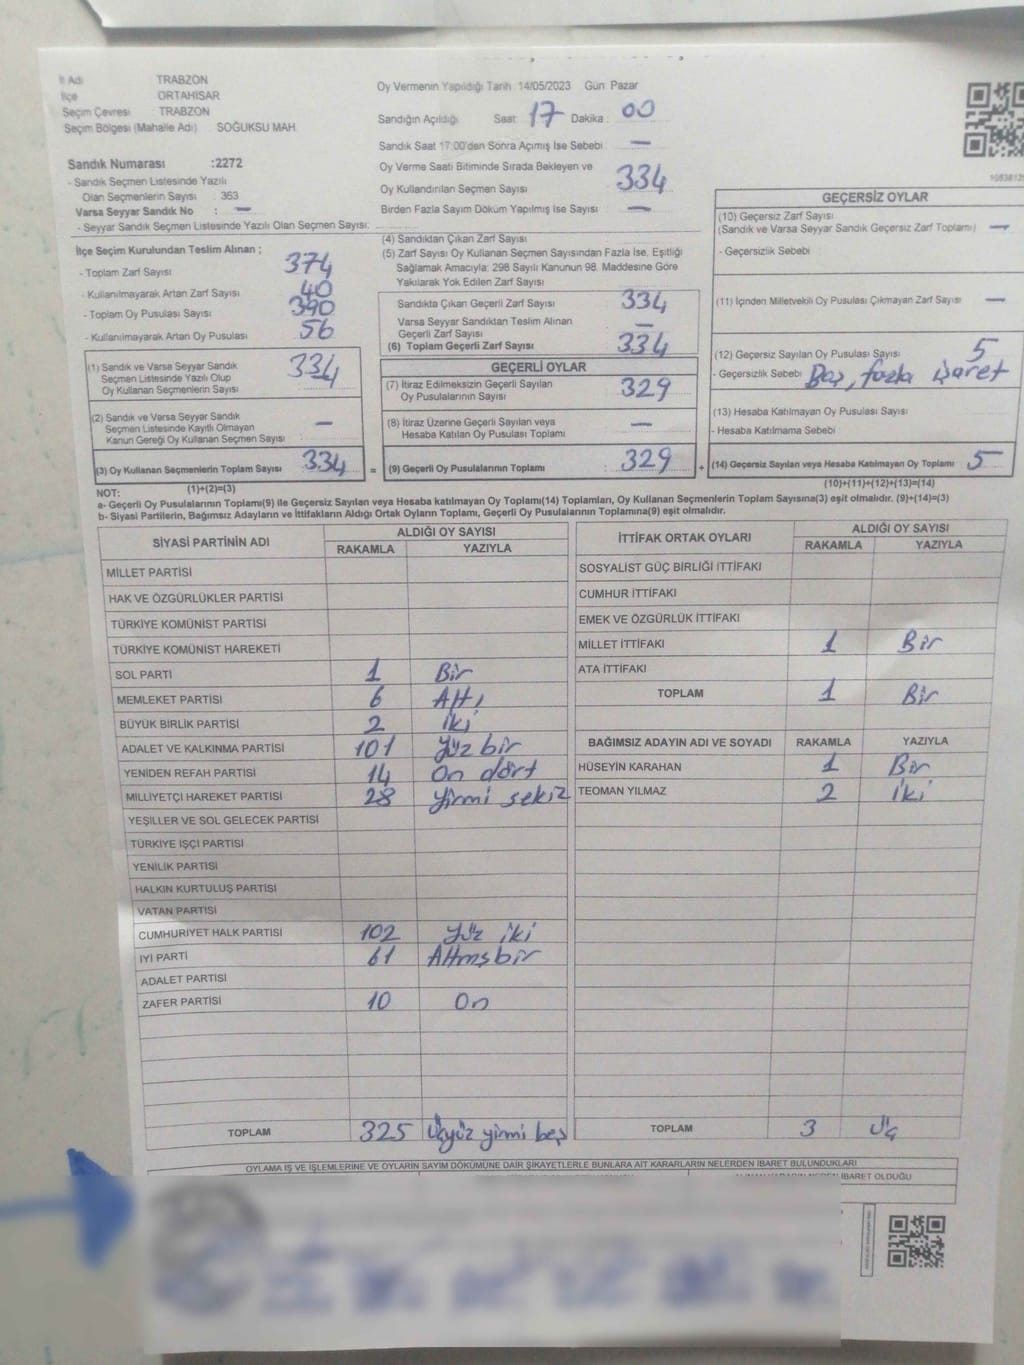 İl Adı TRABZON
İlçe ORTAHİSAR
Seçim Çevresi TRABZON
Seçim Bölgesi (Mahalle Adı) SOĞUKSU MAH.
Sandık Numarası :2272
- Sandık Seçmen Listesinde Yazılı
Olan Seçmenlerin Sayısı : 363
Varsa Seyyar Sandık No : —
- Seyyar Sandık Seçmen Listesinde Yazılı Olan Seçmen Sayısı:
Oy Vermenin Yapıldığı Tarih :14/05/2023 Gün :Pazar
Sandığın Açıldığı Saat : 17 Dakika : 00
Sandık Saat 17:00'den Sonra Açımış İse Sebebi : —
Oy Verme Saati Bitiminde Sırada Bekleyen ve
Oy Kullandırılan Seçmen Sayısı : 334
Birden Fazla Sayım Döküm Yapılmış İse Sayısı : —
İlçe Seçim Kurulundan Teslim Alınan ;
- Toplam Zarf Sayısı : 374
- Kullanılmayarak Artan Zarf Sayısı : 40
- Toplam Oy Pusulası Sayısı : 390
- Kullanılmayarak Artan Oy Pusulası : 56
(1) Sandık ve Varsa Seyyar Sandık
Seçmen Listesinde Yazılı Olup
Oy Kullanan Seçmenlerin Sayısı : 334
(2) Sandık ve Varsa Seyyar Sandık
Seçmen Listesinde Kayıtlı Olmayan
Kanun Gereği Oy Kullanan Seçmen Sayısı : —
(3) Oy Kullanan Seçmenlerin Toplam Sayısı : 334 =
(1)+(2)=(3)
(4) Sandıktan Çıkan Zarf Sayısı
(5) Zarf Sayısı Oy Kullanan Seçmen Sayısından Fazla İse, Eşitliği
Sağlamak Amacıyla; 298 Sayılı Kanunun 98. Maddesine Göre
Yakılarak Yok Edilen Zarf Sayısı
Sandıkta Çıkan Geçerli Zarf Sayısı : 334
Varsa Seyyar Sandıktan Teslim Alınan
Geçerli Zarf Sayısı : —
(6) Toplam Geçerli Zarf Sayısı : 334
GEÇERLİ OYLAR
(7) İtiraz Edilmeksizin Geçerli Sayılan
Oy Pusulalarının Sayısı : 329
(8) İtiraz Üzerine Geçerli Sayılan veya
Hesaba Katılan Oy Pusulası Toplamı : —
(9) Geçerli Oy Pusulalarının Toplamı : 329 +
GEÇERSİZ OYLAR
(10) Geçersiz Zarf Sayısı
(Sandık ve Varsa Seyyar Sandık Geçersiz Zarf Toplamı) : —
- Geçersizlik Sebebi :
(11) İçinden Milletvekili Oy Pusulası Çıkmayan Zarf Sayısı : —
(12) Geçersiz Sayılan Oy Pusulası Sayısı : 5
- Geçersizlik Sebebi Boş, fazla işaret
(13) Hesaba Katılmayan Oy Pusulası Sayısı
- Hesaba Katılmama Sebebi
(14) Geçersiz Sayılan veya Hesaba Katılmayan Oy Toplamı : 5
(10)+(11)+(12)+(13)=(14)
NOT:
a- Geçerli Oy Pusulalarının Toplamı(9) ile Geçersiz Sayılan veya Hesaba katılmayan Oy Toplamı(14) Toplamları, Oy Kullanan Seçmenlerin Toplam Sayısına(3) eşit olmalıdır. (9)+(14)=(3)
b- Siyasi Partilerin, Bağımsız Adayların ve İttifakların Aldığı Ortak Oyların Toplamı, Geçerli Oy Pusulalarının Toplamına(9) eşit olmalıdır.
SİYASİ PARTİNİN ADI ALDIĞI OY SAYISI
RAKAMLA YAZIYLA
MİLLET PARTİSİ
HAK VE ÖZGÜRLÜKLER PARTİSİ
TÜRKİYE KOMÜNİST PARTİSİ
TÜRKİYE KOMÜNİST HAREKETİ
SOL PARTİ 1 Bir
MEMLEKET PARTİSİ 6 Altı
BÜYÜK BİRLİK PARTİSİ 2 iki
ADALET VE KALKINMA PARTİSİ 101 Yüz bir
YENİDEN REFAH PARTİSİ 14 On dört
MİLLİYETÇİ HAREKET PARTİSİ 28 Yirmi sekiz
YEŞİLLER VE SOL GELECEK PARTİSİ
TÜRKİYE İŞÇİ PARTİSİ
YENİLİK PARTİSİ
HALKIN KURTULUŞ PARTİSİ
VATAN PARTİSİ
CUMHURİYET HALK PARTİSİ 102 Yüz iki
İYİ PARTİ 61 Altmşbir
ADALET PARTİSİ
ZAFER PARTİSİ 10 On
TOPLAM 325 Üçyüz yirmi beş
İTTİFAK ORTAK OYLARI ALDIĞI OY SAYISI
RAKAMLA YAZIYLA
SOSYALİST GÜÇ BİRLİĞİ İTTİFAKI
CUMHUR İTTİFAKI
EMEK VE ÖZGÜRLÜK İTTİFAKI
MİLLET İTTİFAKI 1 Bir
ATA İTTİFAKI
TOPLAM 1 Bir
BAĞIMSIZ ADAYIN ADI VE SOYADI RAKAMLA YAZIYLA
HÜSEYİN KARAHAN 1 Bir
TEOMAN YILMAZ 2 iki
TOPLAM 3 Üç
OYLAMA İŞ VE İŞLEMLERİNE VE OYLARIN SAYIM DÖKÜMÜNE DAİR ŞİKAYETLERLE BUNLARA AİT KARARLARIN NELERDEN İBARET BULUNDUKLARI
İBARET OLDUĞU